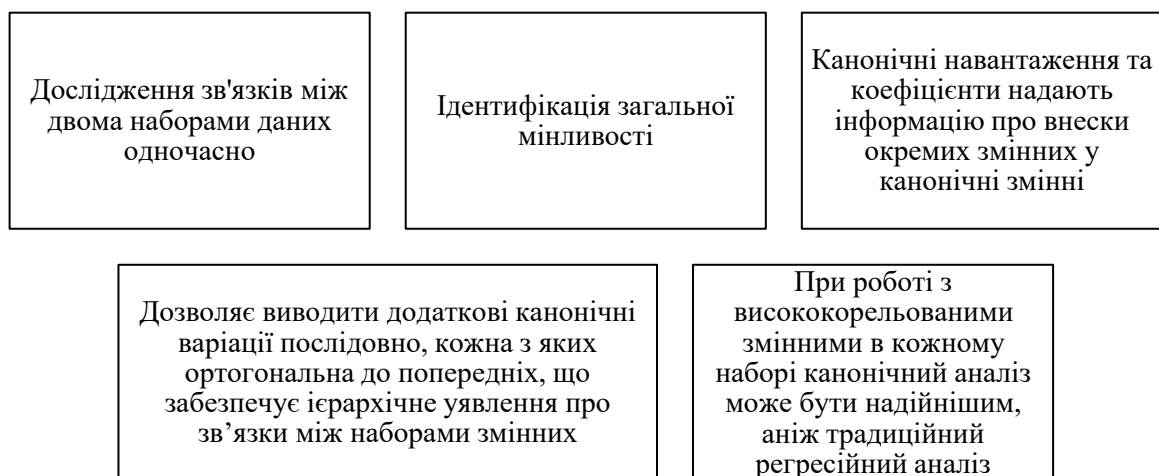 Дослідження зв'язків між
двома наборами даних
одночасно
Ідентифікація загальної
мінливості
Канонічні навантаження та
коефіцієнти надають
інформацію про внески
окремих змінних у
канонічні змінні
Дозволяє виводити додаткові канонічні
варіації послідовно, кожна з яких
ортогональна до попередніх, що
забезпечує ієрархічне уявлення про
зв’язки між наборами змінних
При роботі з
висококорельованими
змінними в кожному
наборі канонічний аналіз
може бути надійнішим,
аніж традиційний
регресійний аналіз